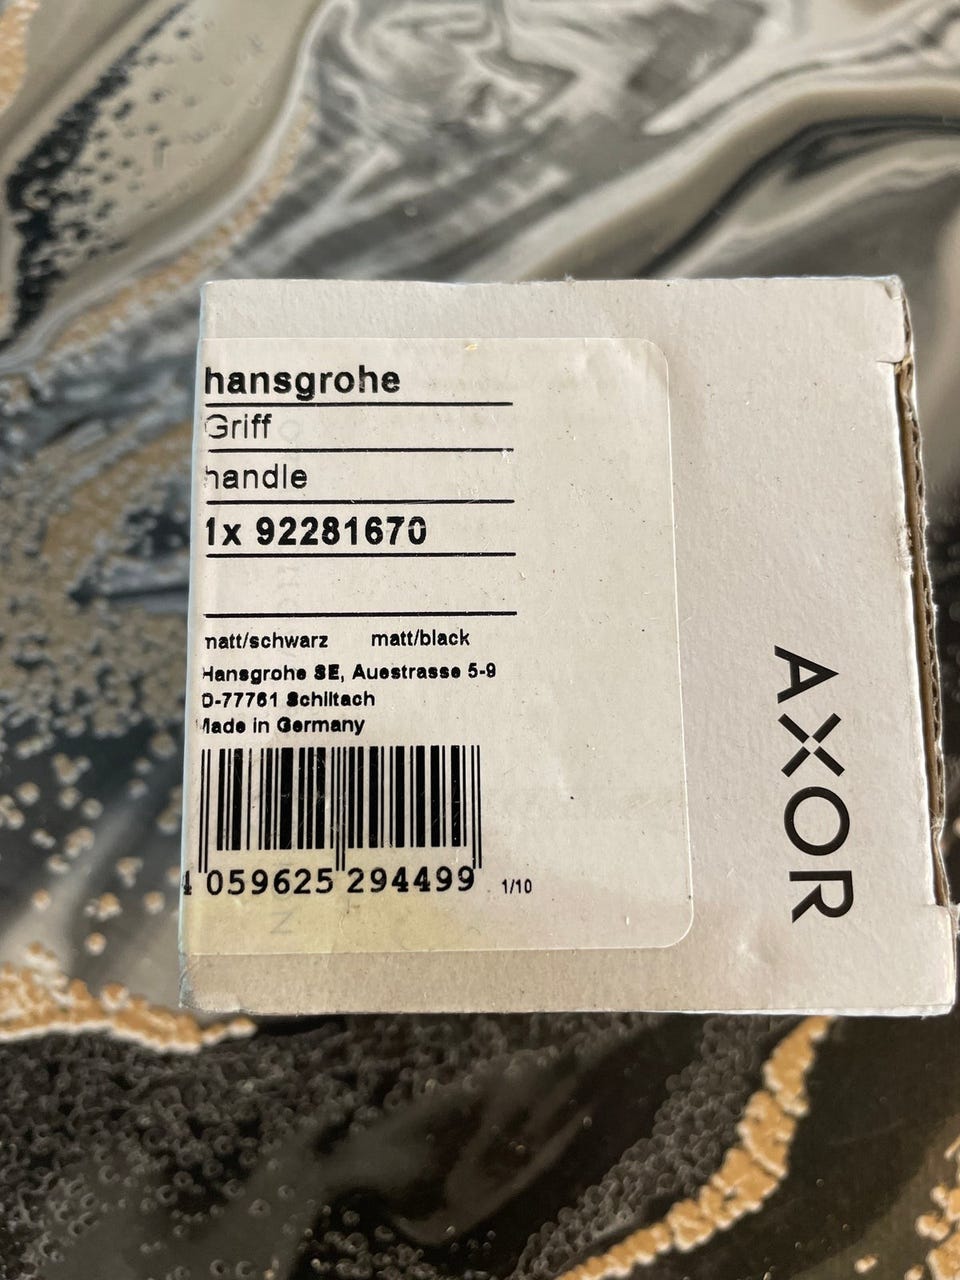 hansgrohe
Griff
handle
1x 92281670
matt/schwarz matt/black
Hansgrohe SE, Auestrasse 5-9
D-77761 Schiltach
Made in Germany
4 059625 294499 1/10
AXOR